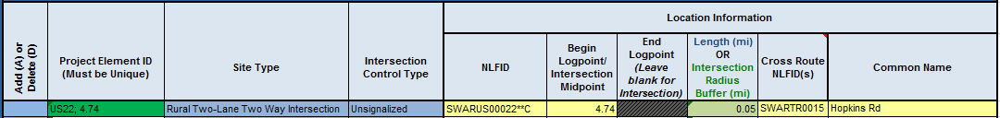 Location Information
Add (A) or
Delete (D)
Project Element ID
(Must be Unique)
Site Type
Intersection
Control Type
NLFID
Begin
Logpoint/
Intersection
Midpoint
End
Logpoint
(Leave
blank for
Intersection)
Length (mi)
OR
Intersection
Radius
Buffer (mi)
Cross Route
NLFID(s)
Common Name
US22; 4.74
Rural Two-Lane Two Way Intersection
Unsignalized
SWARUS00022**C
4.74
0.05
SWARTR0015
Hopkins Rd